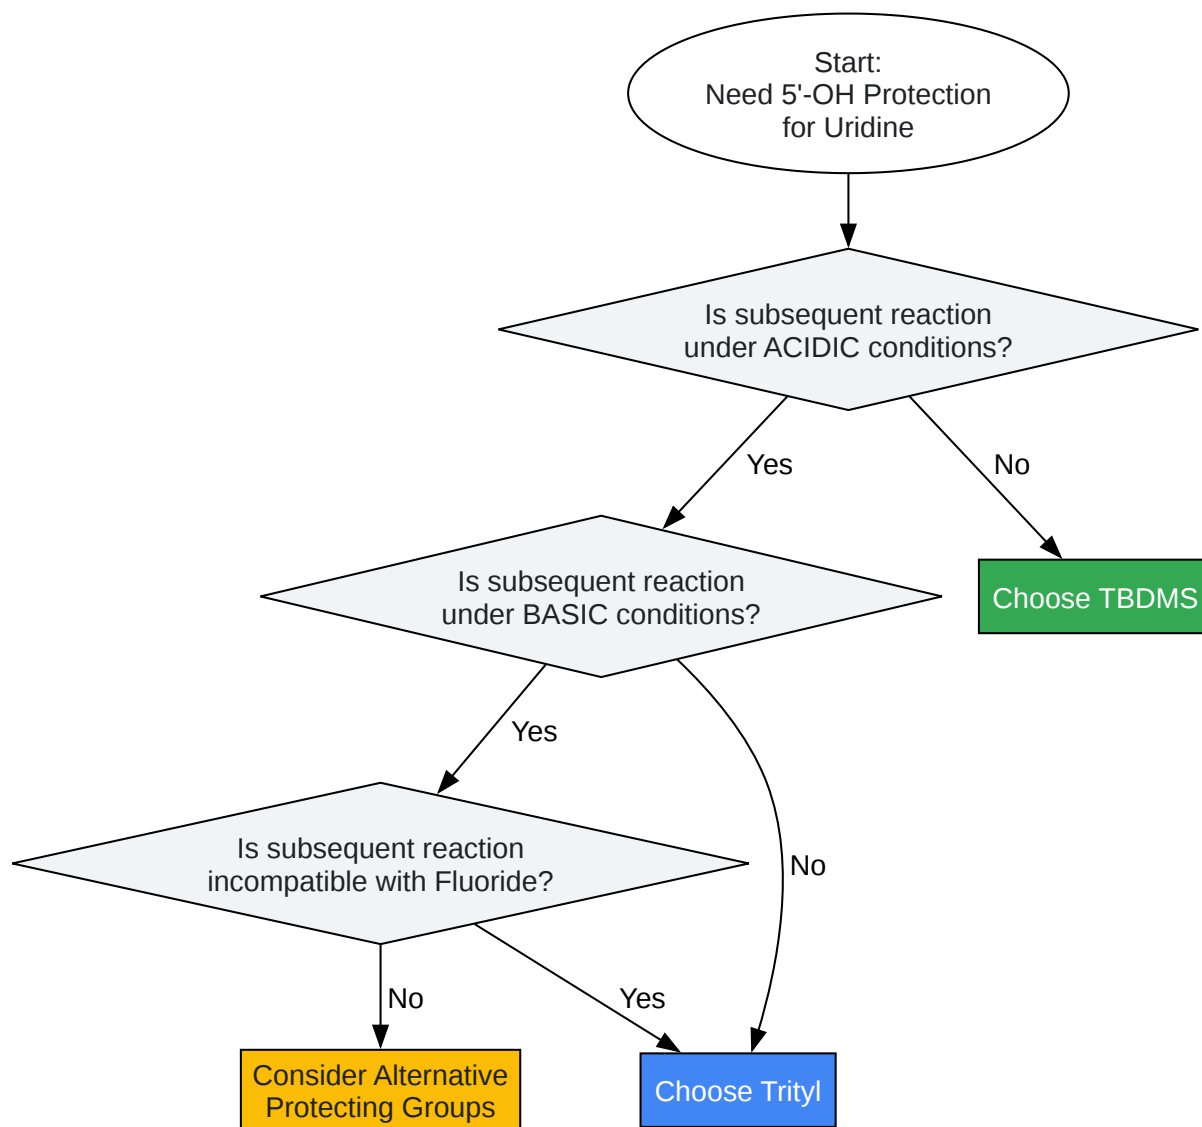 Start:
Need 5'-OH Protection
for Uridine
Is subsequent reaction
under ACIDIC conditions?
Yes
No
Is subsequent reaction
under BASIC conditions?
Choose TBDMS
Yes
No
Is subsequent reaction
incompatible with Fluoride?
No
Yes
Consider Alternative
Protecting Groups
Choose Trityl